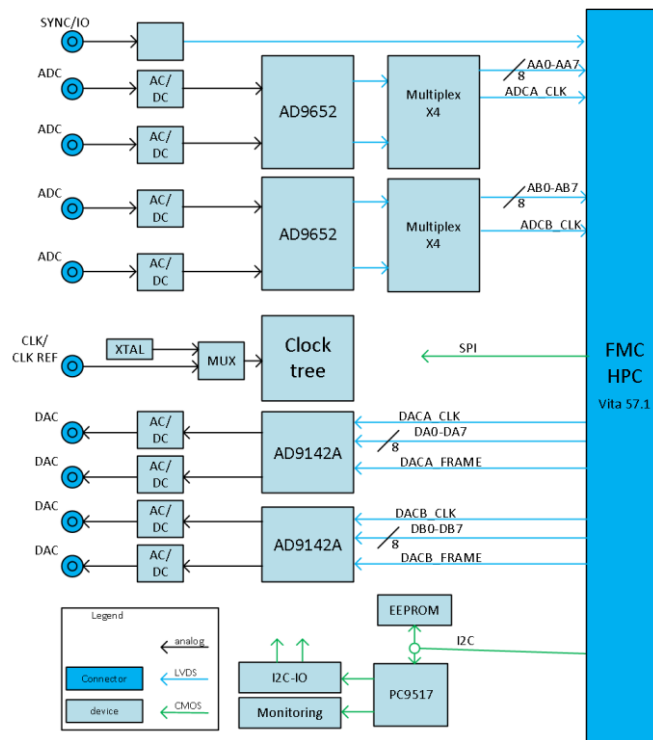 SYNC/IO
ADC
AC/
DC
ADC
AC/
DC
AD9652
Multiplex
X4
AA0-AA7
8
ADCA_CLK
ADC
AC/
DC
ADC
AC/
DC
AD9652
Multiplex
X4
AB0-AB7
8
ADCB_CLK
CLK/
CLK REF
XTAL
MUX
Clock
tree
SPI
FMC
HPC
Vita 57.1
DAC
AC/
DC
DAC
AC/
DC
AD9142A
DACA_CLK
DA0-DA7
8
DACA_FRAME
DAC
AC/
DC
DAC
AC/
DC
AD9142A
DACB_CLK
DB0-DB7
8
DACB_FRAME
EEPROM
I2C
I2C-IO
Monitoring
PC9517
Legend
analog
Connector
LVDS
device
CMOS